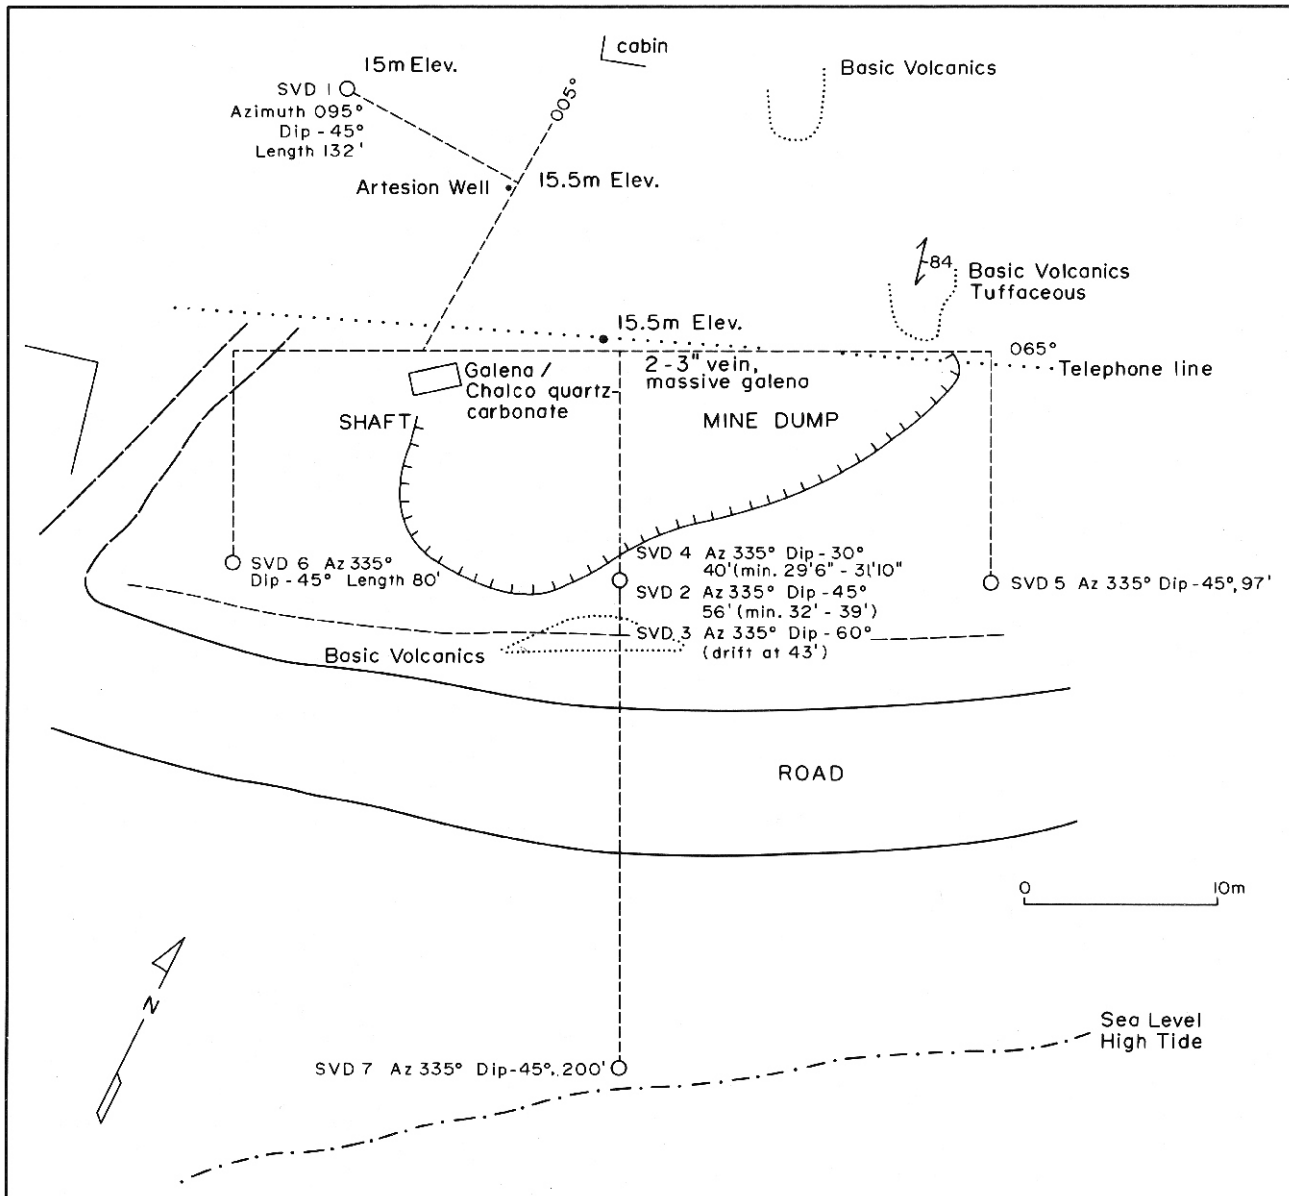 cabin
15m Elev.
Basic Volcanics
SVD 1
Azimuth 095°
Dip - 45°
Length 132'
005°
Artesion Well
15.5m Elev.
84
Basic Volcanics
Tuffaceous
15.5m Elev.
065°
Telephone line
2 - 3" vein,
massive galena
Galena /
Chalco quartz-
carbonate
SHAFT
MINE DUMP
SVD 4 Az 335° Dip - 30°
40' (min. 29'6" - 31'10"
SVD 6 Az 335°
Dip - 45° Length 80'
SVD 5 Az 335° Dip - 45°, 97'
SVD 2 Az 335° Dip - 45°
56' (min. 32' - 39')
SVD 3 Az 335° Dip - 60°
(drift at 43')
Basic Volcanics
ROAD
0 10m
N
Sea Level
High Tide
SVD 7 Az 335° Dip-45°, 200'